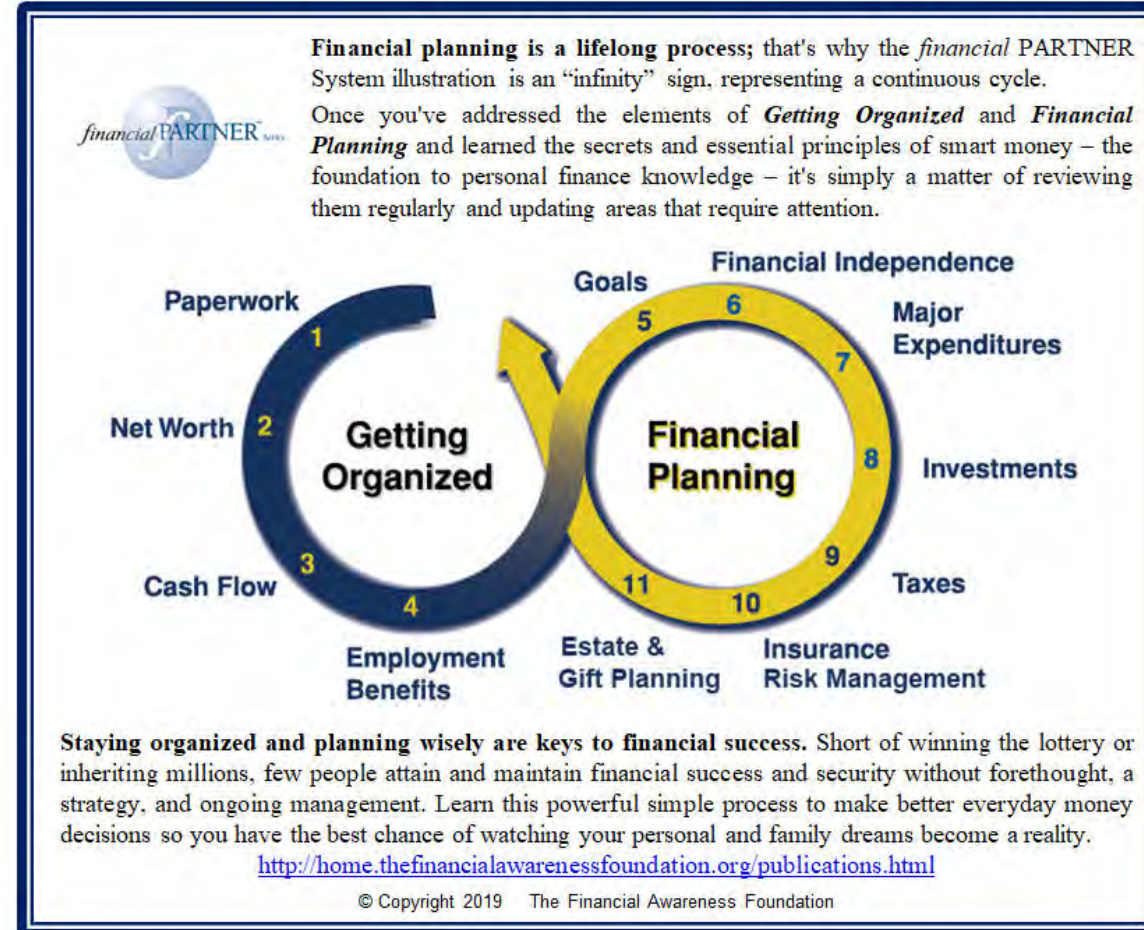 Financial planning is a lifelong process; that's why the financial PARTNER
System illustration is an “infinity” sign, representing a continuous cycle.
financialPARTNER
Once you've addressed the elements of Getting Organized and Financial
Planning and learned the secrets and essential principles of smart money – the
foundation to personal finance knowledge – it's simply a matter of reviewing
them regularly and updating areas that require attention.
Paperwork
1
Net Worth
2
Cash Flow
3
Employment
Benefits
4
Getting
Organized
Goals
5
Financial Independence
6
Major
Expenditures
7
Investments
8
Taxes
9
Insurance
Risk Management
10
Estate &
Gift Planning
11
Financial
Planning
Staying organized and planning wisely are keys to financial success. Short of winning the lottery or
inheriting millions, few people attain and maintain financial success and security without forethought, a
strategy, and ongoing management. Learn this powerful simple process to make better everyday money
decisions so you have the best chance of watching your personal and family dreams become a reality.
http://home.thefinancialawarenessfoundation.org/publications.html
© Copyright 2019 The Financial Awareness Foundation